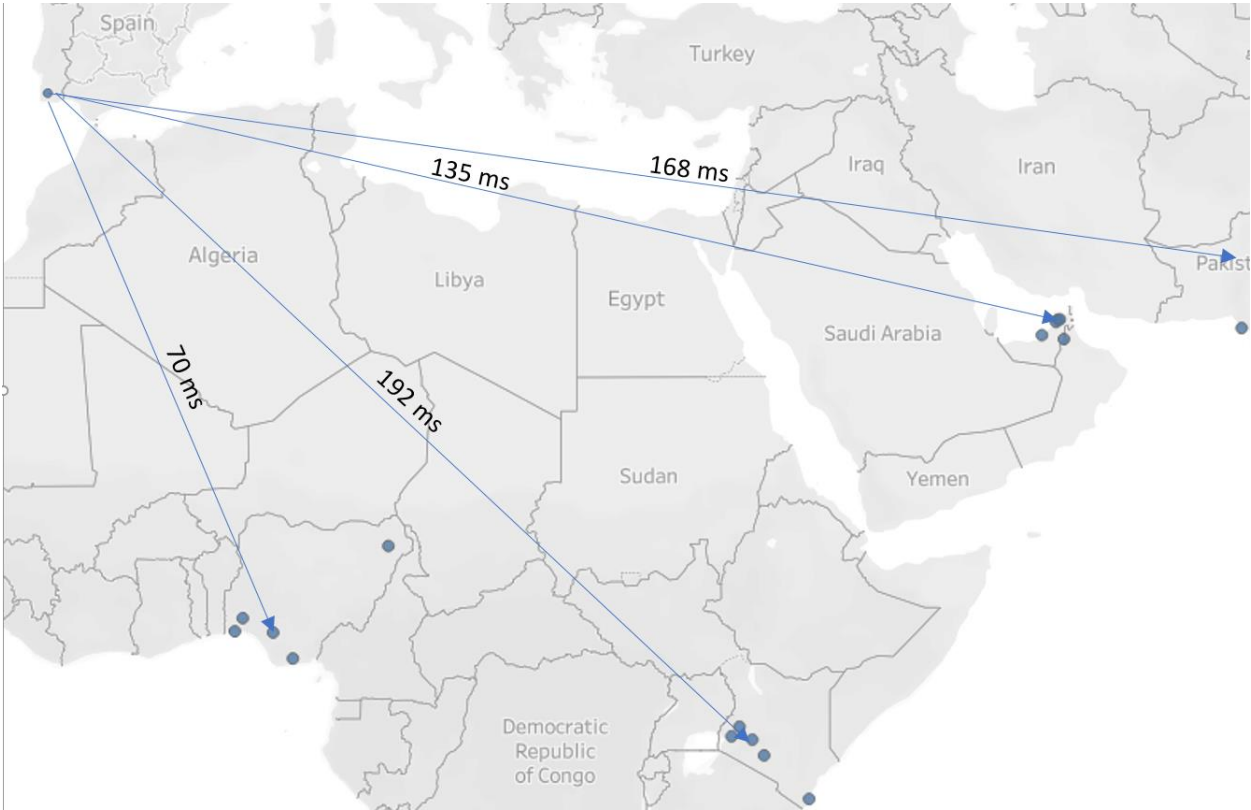 Spain
Turkey
168 ms
135 ms
Iraq
Iran
Algeria
Libya
Egypt
Pakist
Saudi Arabia
70 ms
192 ms
Sudan
Yemen
Democratic
Republic
of Congo